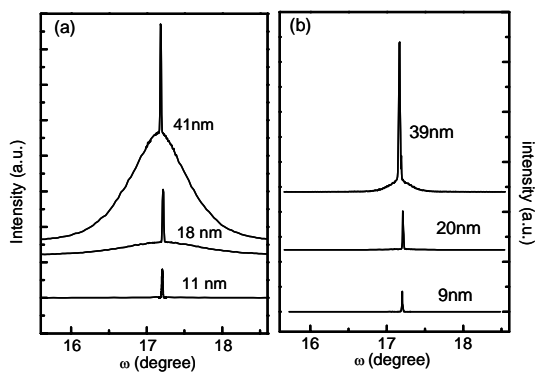 (a)
Intensity (a.u.)
41nm
18 nm
11 nm
16 17 18
ω (degree)
(b)
39nm
20nm
9nm
intensity (a.u.)
16 17 18
ω (degree)